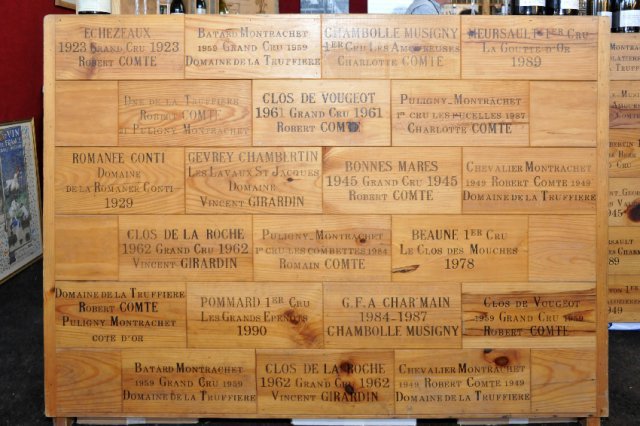 ECHEZEAUX
1923 GRAND CRU 1923
ROBERT COMTE
BATARD MONTRACHET
1959 GRAND CRU 1959
DOMAINE DE LA TRUFFIERE
CHAMBOLLE MUSIGNY
1ER CRU LES AMOUREUSES
CHARLOTTE COMTE
MEURSAULT 1ER CRU
LA GOUTTE D'OR
1989
DNE DE LA TRUFFIERE
ROBERT COMTE
21 PULIGNY MONTRACHET
CLOS DE VOUGEOT
1961 GRAND CRU 1961
ROBERT COMTE
PULIGNY MONTRACHET
1ER CRU LES PUCELLES 1987
CHARLOTTE COMTE
ROMANEE CONTI
DOMAINE
DE LA ROMANEE CONTI
1929
GEVREY CHAMBERTIN
LES LAVAUX ST JACQUES
DOMAINE
VINCENT GIRARDIN
BONNES MARES
1945 GRAND CRU 1945
ROBERT COMTE
CHEVALIER MONTRACHET
1949 ROBERT COMTE 1949
DOMAINE DE LA TRUFFIERE
CLOS DE LA ROCHE
1962 GRAND CRU 1962
VINCENT GIRARDIN
PULIGNY MONTRACHET
1ER CRU LES COMBETTES 1984
ROMAIN COMTE
BEAUNE 1ER CRU
LE CLOS DES MOUCHES
1978
DOMAINE DE LA TRUFFIERE
ROBERT COMTE
PULIGNY MONTRACHET
COTE D'OR
POMMARD 1ER CRU
LES GRANDS EPENOTS
1990
G.F.A CHARMAIN
1984-1987
CHAMBOLLE MUSIGNY
CLOS DE VOUGEOT
1959 GRAND CRU 1959
ROBERT COMTE
BATARD MONTRACHET
1959 GRAND CRU 1959
DOMAINE DE LA TRUFFIERE
CLOS DE LA ROCHE
1962 GRAND CRU 1962
VINCENT GIRARDIN
CHEVALIER MONTRACHET
1949 ROBERT COMTE 1949
DOMAINE DE LA TRUFFIERE